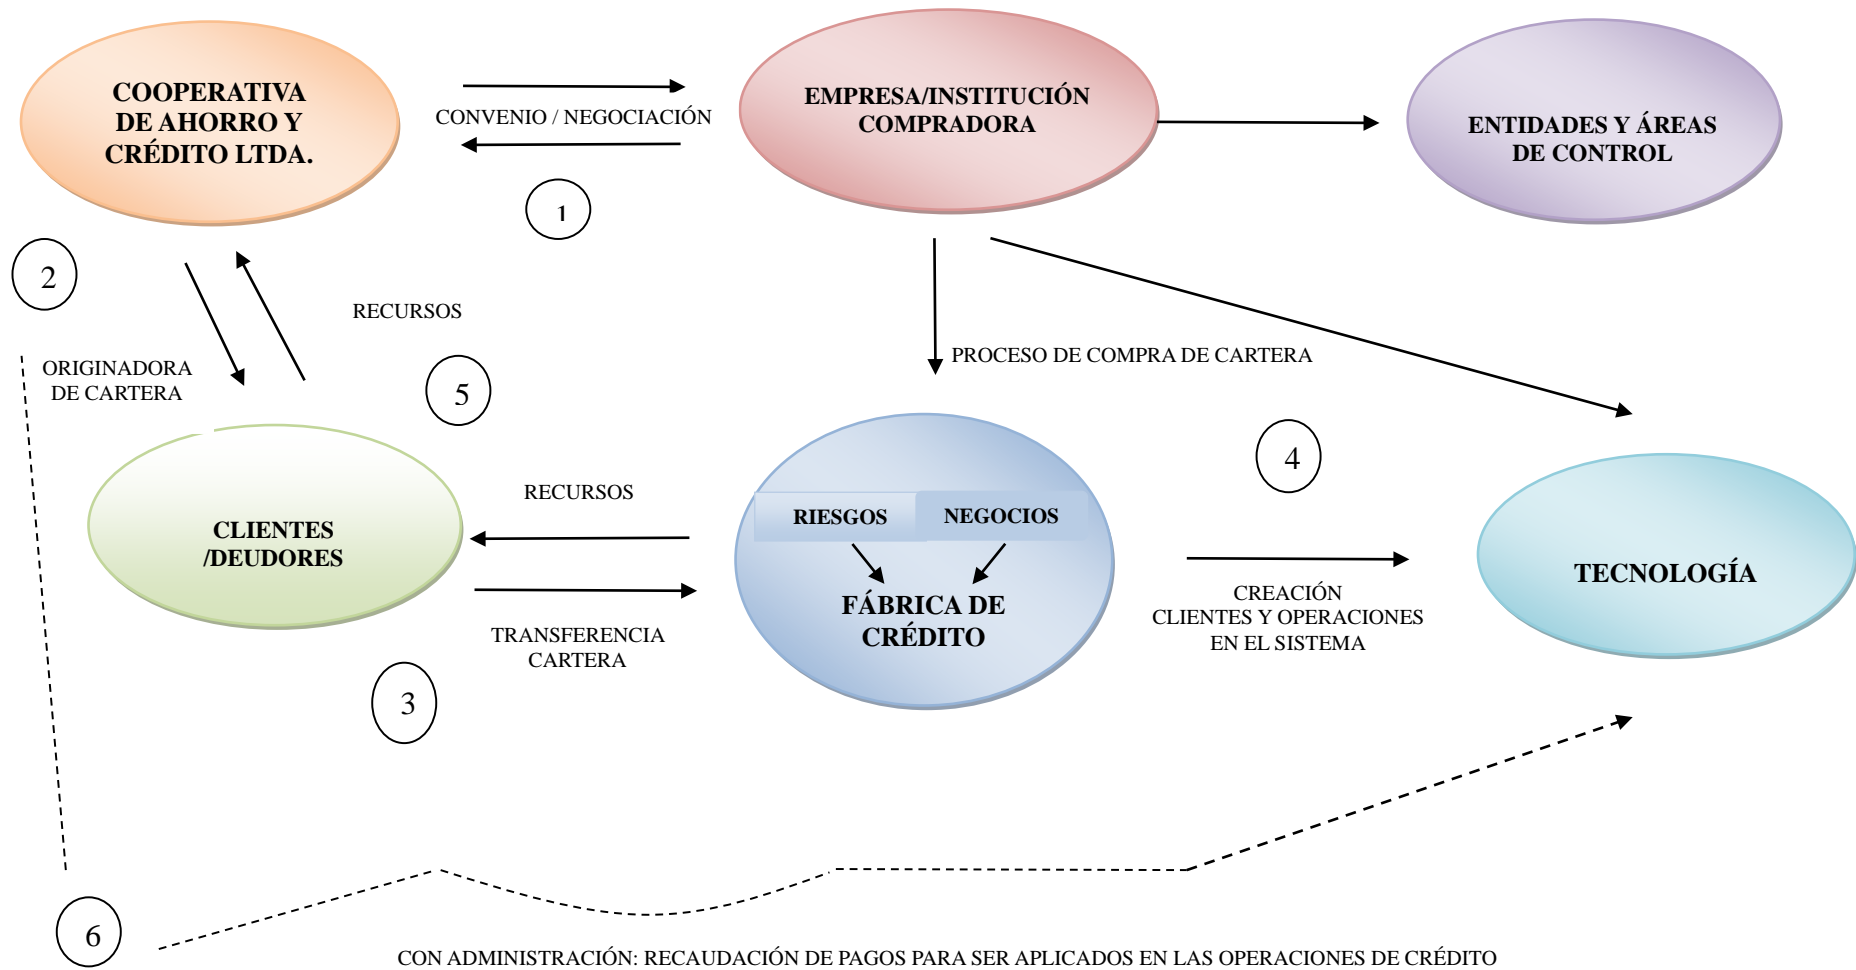 COOPERATIVA
DE AHORRO Y
CRÉDITO LTDA.
CONVENIO / NEGOCIACIÓN
1
EMPRESA/INSTITUCIÓN
COMPRADORA
ENTIDADES Y ÁREAS
DE CONTROL
2
ORIGINADORA
DE CARTERA
RECURSOS
5
PROCESO DE COMPRA DE CARTERA
4
CLIENTES
/DEUDORES
RECURSOS
TRANSFERENCIA
CARTERA
3
RIESGOS
NEGOCIOS
FÁBRICA DE
CRÉDITO
CREACIÓN
CLIENTES Y OPERACIONES
EN EL SISTEMA
TECNOLOGÍA
6
CON ADMINISTRACIÓN: RECAUDACIÓN DE PAGOS PARA SER APLICADOS EN LAS OPERACIONES DE CRÉDITO